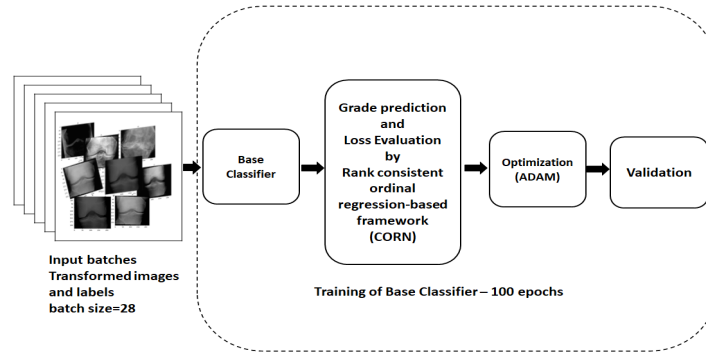 Input batches
Transformed images
and labels
batch size=28
Base
Classifier
Grade prediction
and
Loss Evaluation
by
Rank consistent
ordinal
regression-based
framework
(CORN)
Optimization
(ADAM)
Validation
Training of Base Classifier – 100 epochs